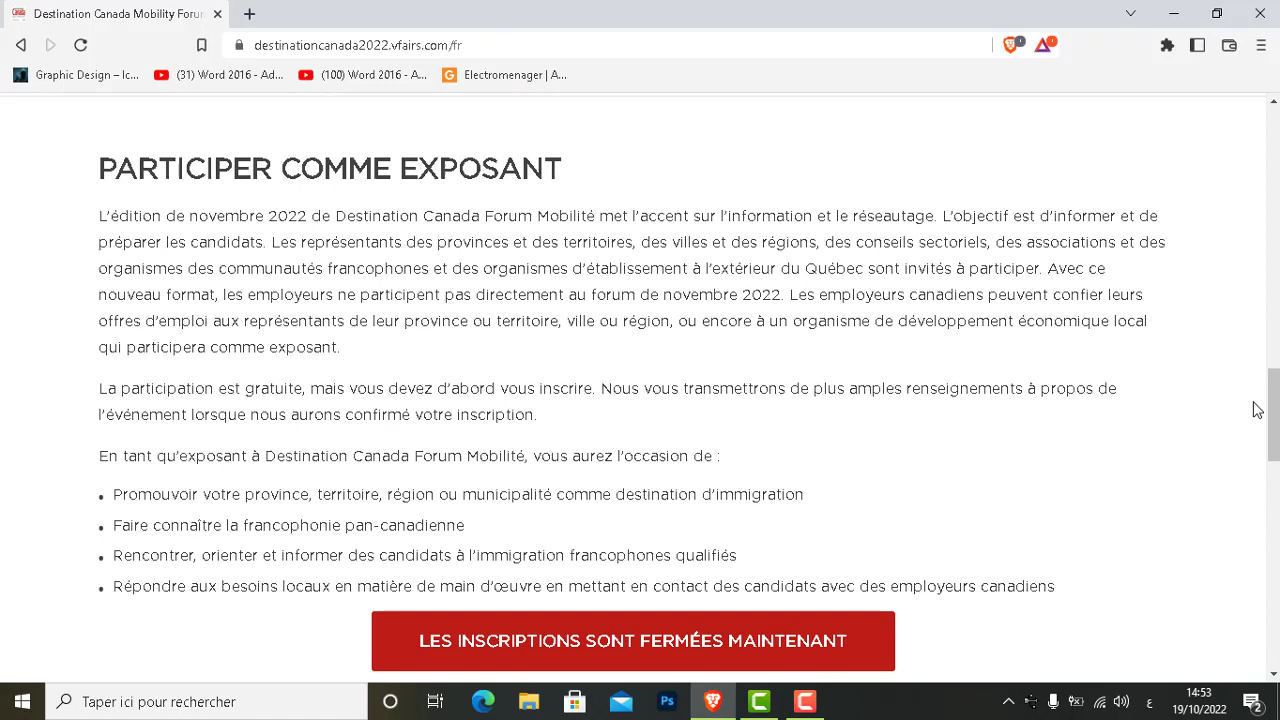 Destination Canada Mobility Forum
destinationcanada2022.vfairs.com/fr
Graphic Design – Ic...
(31) Word 2016 - Ad...
(100) Word 2016 - A...
Electromenager | A...
PARTICIPER COMME EXPOSANT
L'édition de novembre 2022 de Destination Canada Forum Mobilité met l'accent sur l'information et le réseautage. L'objectif est d'informer et de
préparer les candidats. Les représentants des provinces et des territoires, des villes et des régions, des conseils sectoriels, des associations et des
organismes des communautés francophones et des organismes d'établissement à l'extérieur du Québec sont invités à participer. Avec ce
nouveau format, les employeurs ne participent pas directement au forum de novembre 2022. Les employeurs canadiens peuvent confier leurs
offres d'emploi aux représentants de leur province ou territoire, ville ou région, ou encore à un organisme de développement économique local
qui participera comme exposant.
La participation est gratuite, mais vous devez d'abord vous inscrire. Nous vous transmettrons de plus amples renseignements à propos de
l'événement lorsque nous aurons confirmé votre inscription.
En tant qu'exposant à Destination Canada Forum Mobilité, vous aurez l'occasion de :
• Promouvoir votre province, territoire, région ou municipalité comme destination d'immigration
• Faire connaître la francophonie pan-canadienne
• Rencontrer, orienter et informer des candidats à l'immigration francophones qualifiés
• Répondre aux besoins locaux en matière de main d'œuvre en mettant en contact des candidats avec des employeurs canadiens
LES INSCRIPTIONS SONT FERMÉES MAINTENANT
Taper ici pour rechercher
Ps
ع
14:53
19/10/2022
2